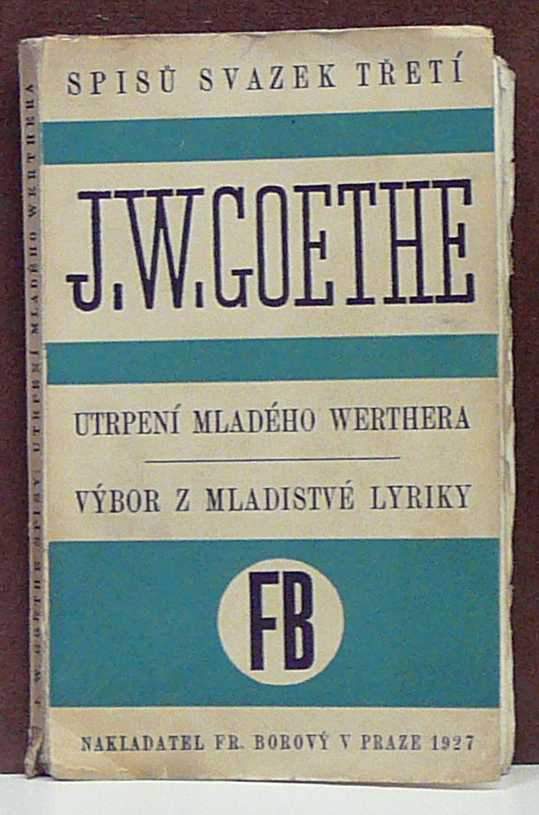 SPISŮ SVAZEK TŘETÍ
J.W.GOETHE
UTRPENÍ MLADÉHO WERTHERA
VÝBOR Z MLADISTVÉ LYRIKY
FB
NAKLADATEL FR. BOROVÝ V PRAZE 1927
J. W. GOETHE SPISY: UTRPENÍ MLADÉHO WERTHERA